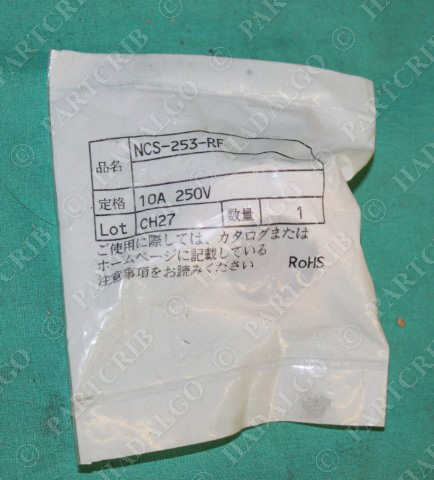 品名 NCS-253-RF
定格 10A 250V
Lot CH27 数量 1
ご使用に際しては、カタログまたは
ホームページに記載している
注意事項をお読みください
RoHS
© PARTCRIB
© HADALGO